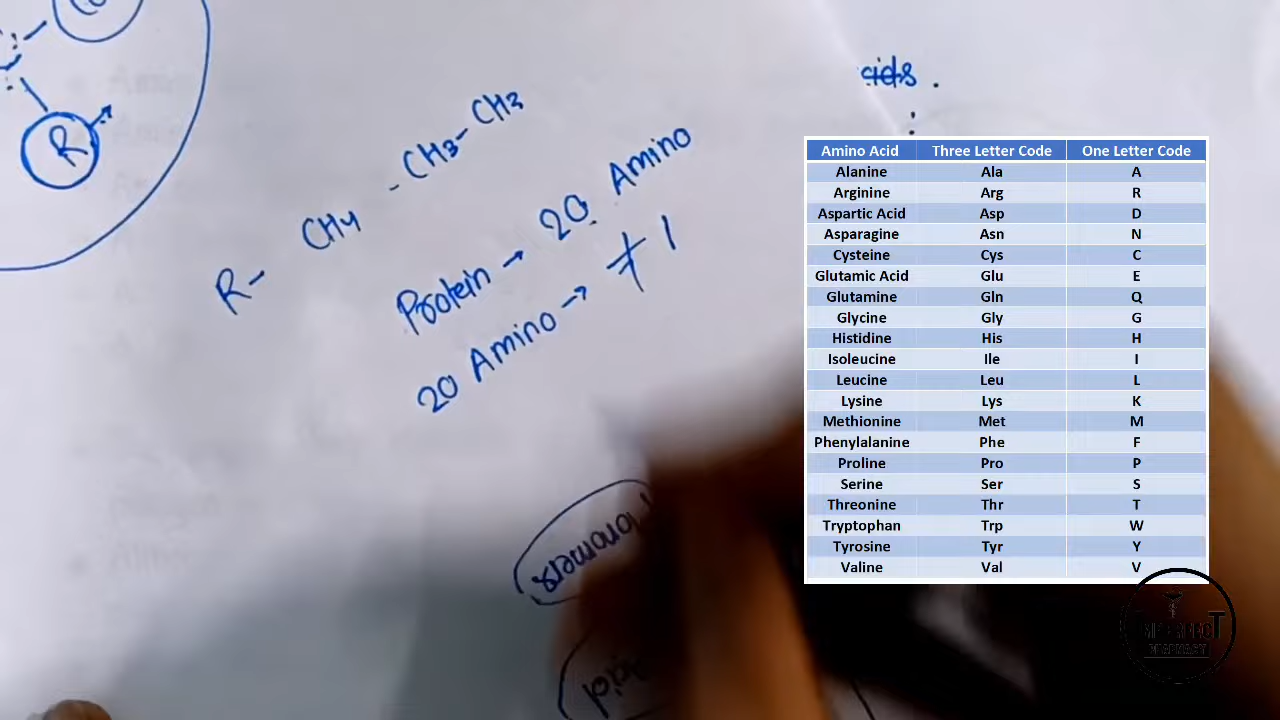 cids .
R
R- CH4 - CH3- CH3
Protein → 20 Amino
20 Amino → ≠ 1
Amino Acid Three Letter Code One Letter Code
Alanine Ala A
Arginine Arg R
Aspartic Acid Asp D
Asparagine Asn N
Cysteine Cys C
Glutamic Acid Glu E
Glutamine Gln Q
Glycine Gly G
Histidine His H
Isoleucine Ile I
Leucine Leu L
Lysine Lys K
Methionine Met M
Phenylalanine Phe F
Proline Pro P
Serine Ser S
Threonine Thr T
Tryptophan Trp W
Tyrosine Tyr Y
Valine Val V